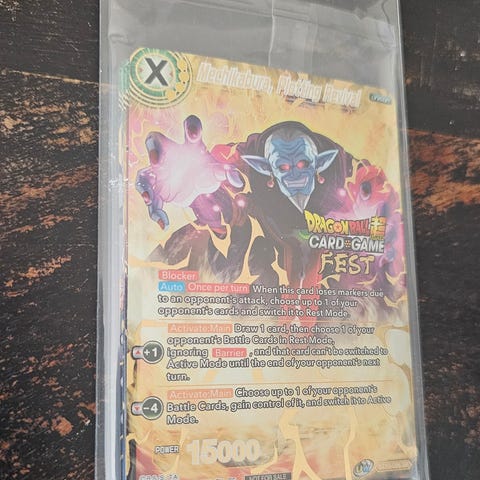 X
Mechikabura, Plotting Revival
DRAGON BALL
SUPER
CARD GAME
FEST
Blocker
Auto Once per turn When this card loses markers due
to an opponent's attack, choose up to 1 of your
opponent's cards and switch it to Rest Mode.
Activate:Main Draw 1 card, then choose 1 of your
opponent's Battle Cards in Rest Mode,
+1 ignoring Barrier, and that card can't be switched to
Active Mode until the end of your opponent's next
turn.
Activate:Main Choose up to 1 of your opponent's
-4 Battle Cards, gain control of it, and switch it to Active
Mode.
POWER 15000
NOT FOR SALE